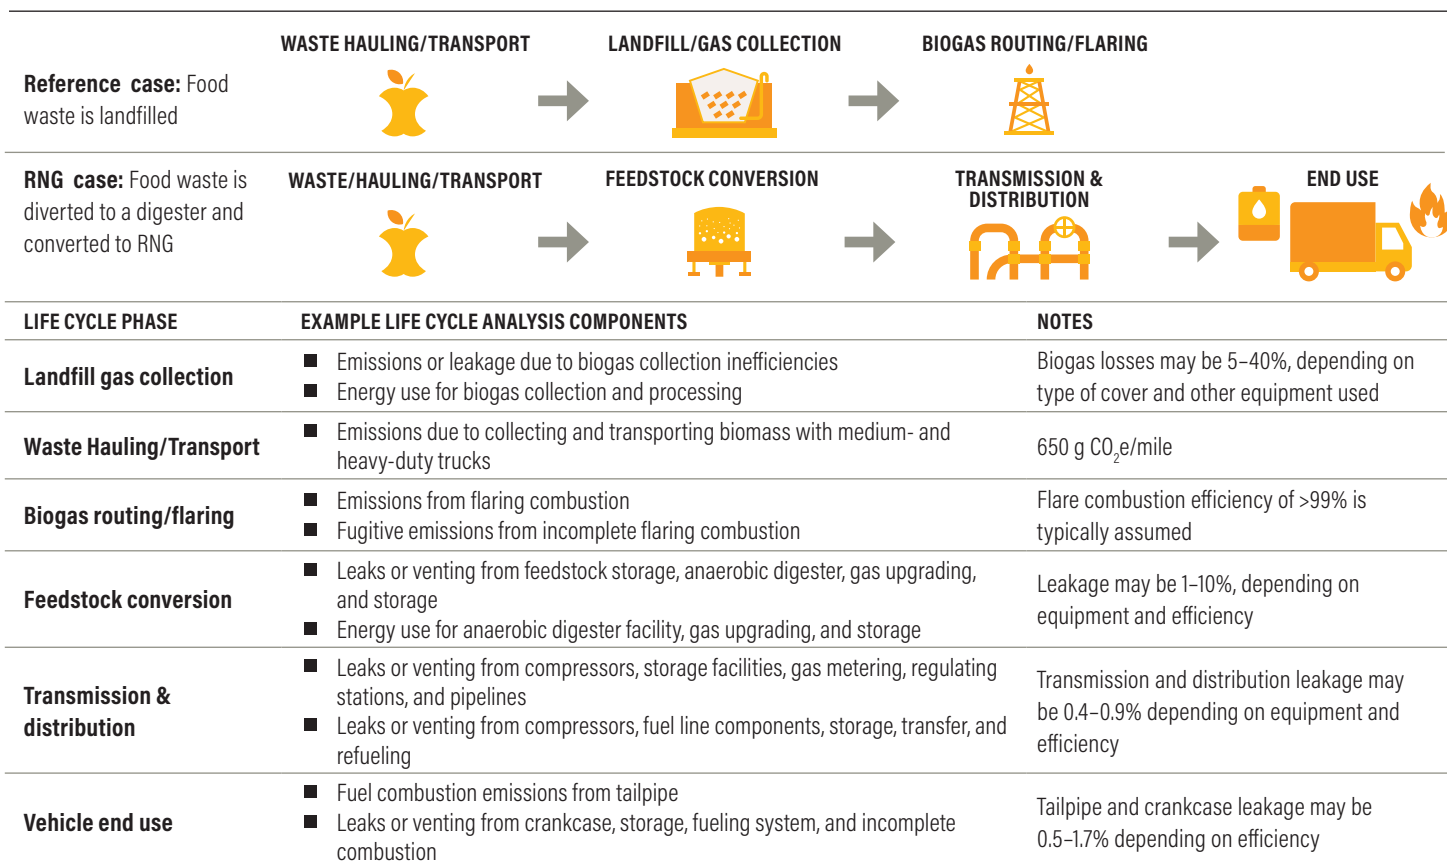 WASTE HAULING/TRANSPORT
LANDFILL/GAS COLLECTION
BIOGAS ROUTING/FLARING
Reference case: Food
waste is landfilled
RNG case: Food waste is
diverted to a digester and
converted to RNG
WASTE/HAULING/TRANSPORT
FEEDSTOCK CONVERSION
TRANSMISSION &
DISTRIBUTION
END USE
LIFE CYCLE PHASE
EXAMPLE LIFE CYCLE ANALYSIS COMPONENTS
NOTES
Landfill gas collection
■ Emissions or leakage due to biogas collection inefficiencies
■ Energy use for biogas collection and processing
Biogas losses may be 5–40%, depending on
type of cover and other equipment used
Waste Hauling/Transport
■ Emissions due to collecting and transporting biomass with medium- and
heavy-duty trucks
650 g CO₂e/mile
Biogas routing/flaring
■ Emissions from flaring combustion
■ Fugitive emissions from incomplete flaring combustion
Flare combustion efficiency of >99% is
typically assumed
Feedstock conversion
■ Leaks or venting from feedstock storage, anaerobic digester, gas upgrading,
and storage
■ Energy use for anaerobic digester facility, gas upgrading, and storage
Leakage may be 1–10%, depending on
equipment and efficiency
Transmission &
distribution
■ Leaks or venting from compressors, storage facilities, gas metering, regulating
stations, and pipelines
■ Leaks or venting from compressors, fuel line components, storage, transfer, and
refueling
Transmission and distribution leakage may
be 0.4–0.9% depending on equipment and
efficiency
Vehicle end use
■ Fuel combustion emissions from tailpipe
■ Leaks or venting from crankcase, storage, fueling system, and incomplete
combustion
Tailpipe and crankcase leakage may be
0.5–1.7% depending on efficiency